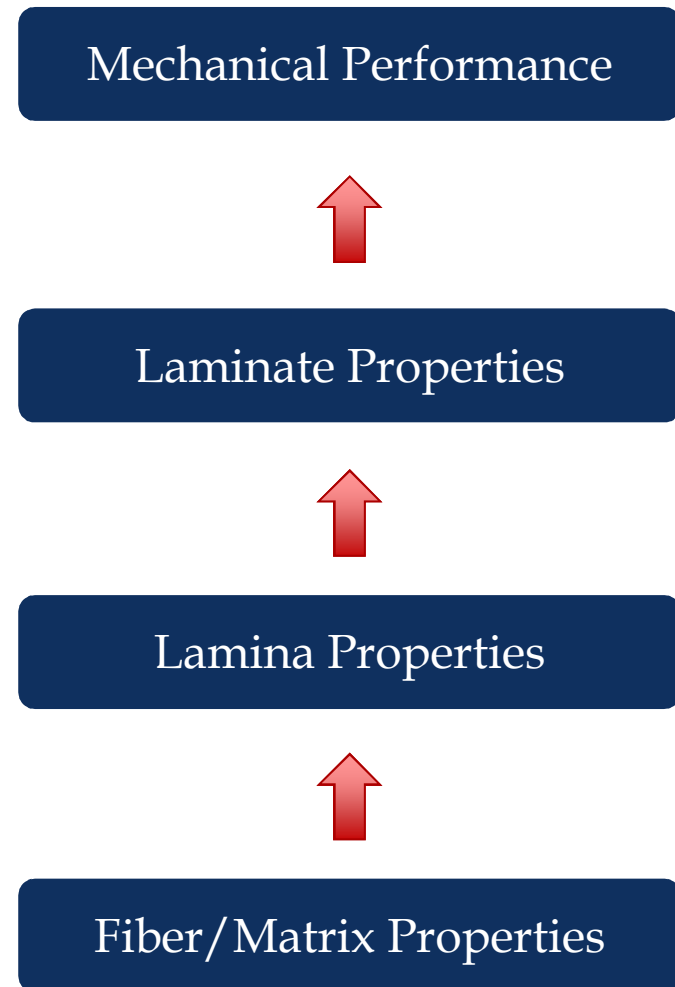 Mechanical Performance
Laminate Properties
Lamina Properties
Fiber/Matrix Properties